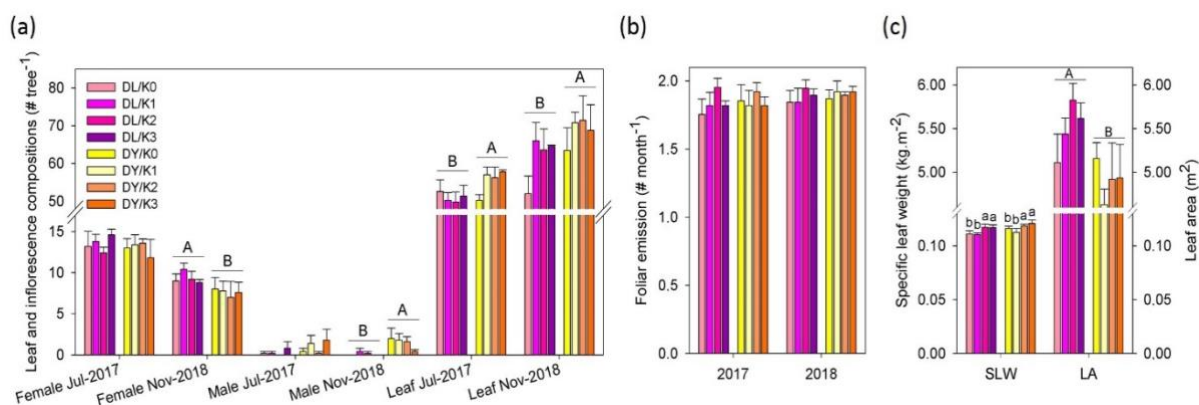 (a)
Leaf and inflorescence compositions (# tree⁻¹)
80
70
60
50
15
10
5
0
DL/K0
DL/K1
DL/K2
DL/K3
DY/K0
DY/K1
DY/K2
DY/K3
A
B
B
A
B
A
B
A
Female Jul-2017
Female Nov-2018
Male Jul-2017
Male Nov-2018
Leaf Jul-2017
Leaf Nov-2018
(b)
Foliar emission (# month⁻¹)
2.0
1.5
1.0
0.5
0.0
2017
2018
(c)
Specific leaf weight (kg.m⁻²)
6.00
5.50
5.00
0.10
0.05
0.00
b b a a
b b a a
A
B
SLW
LA
6.00
5.50
5.00
0.10
0.05
0.00
Leaf area (m²)